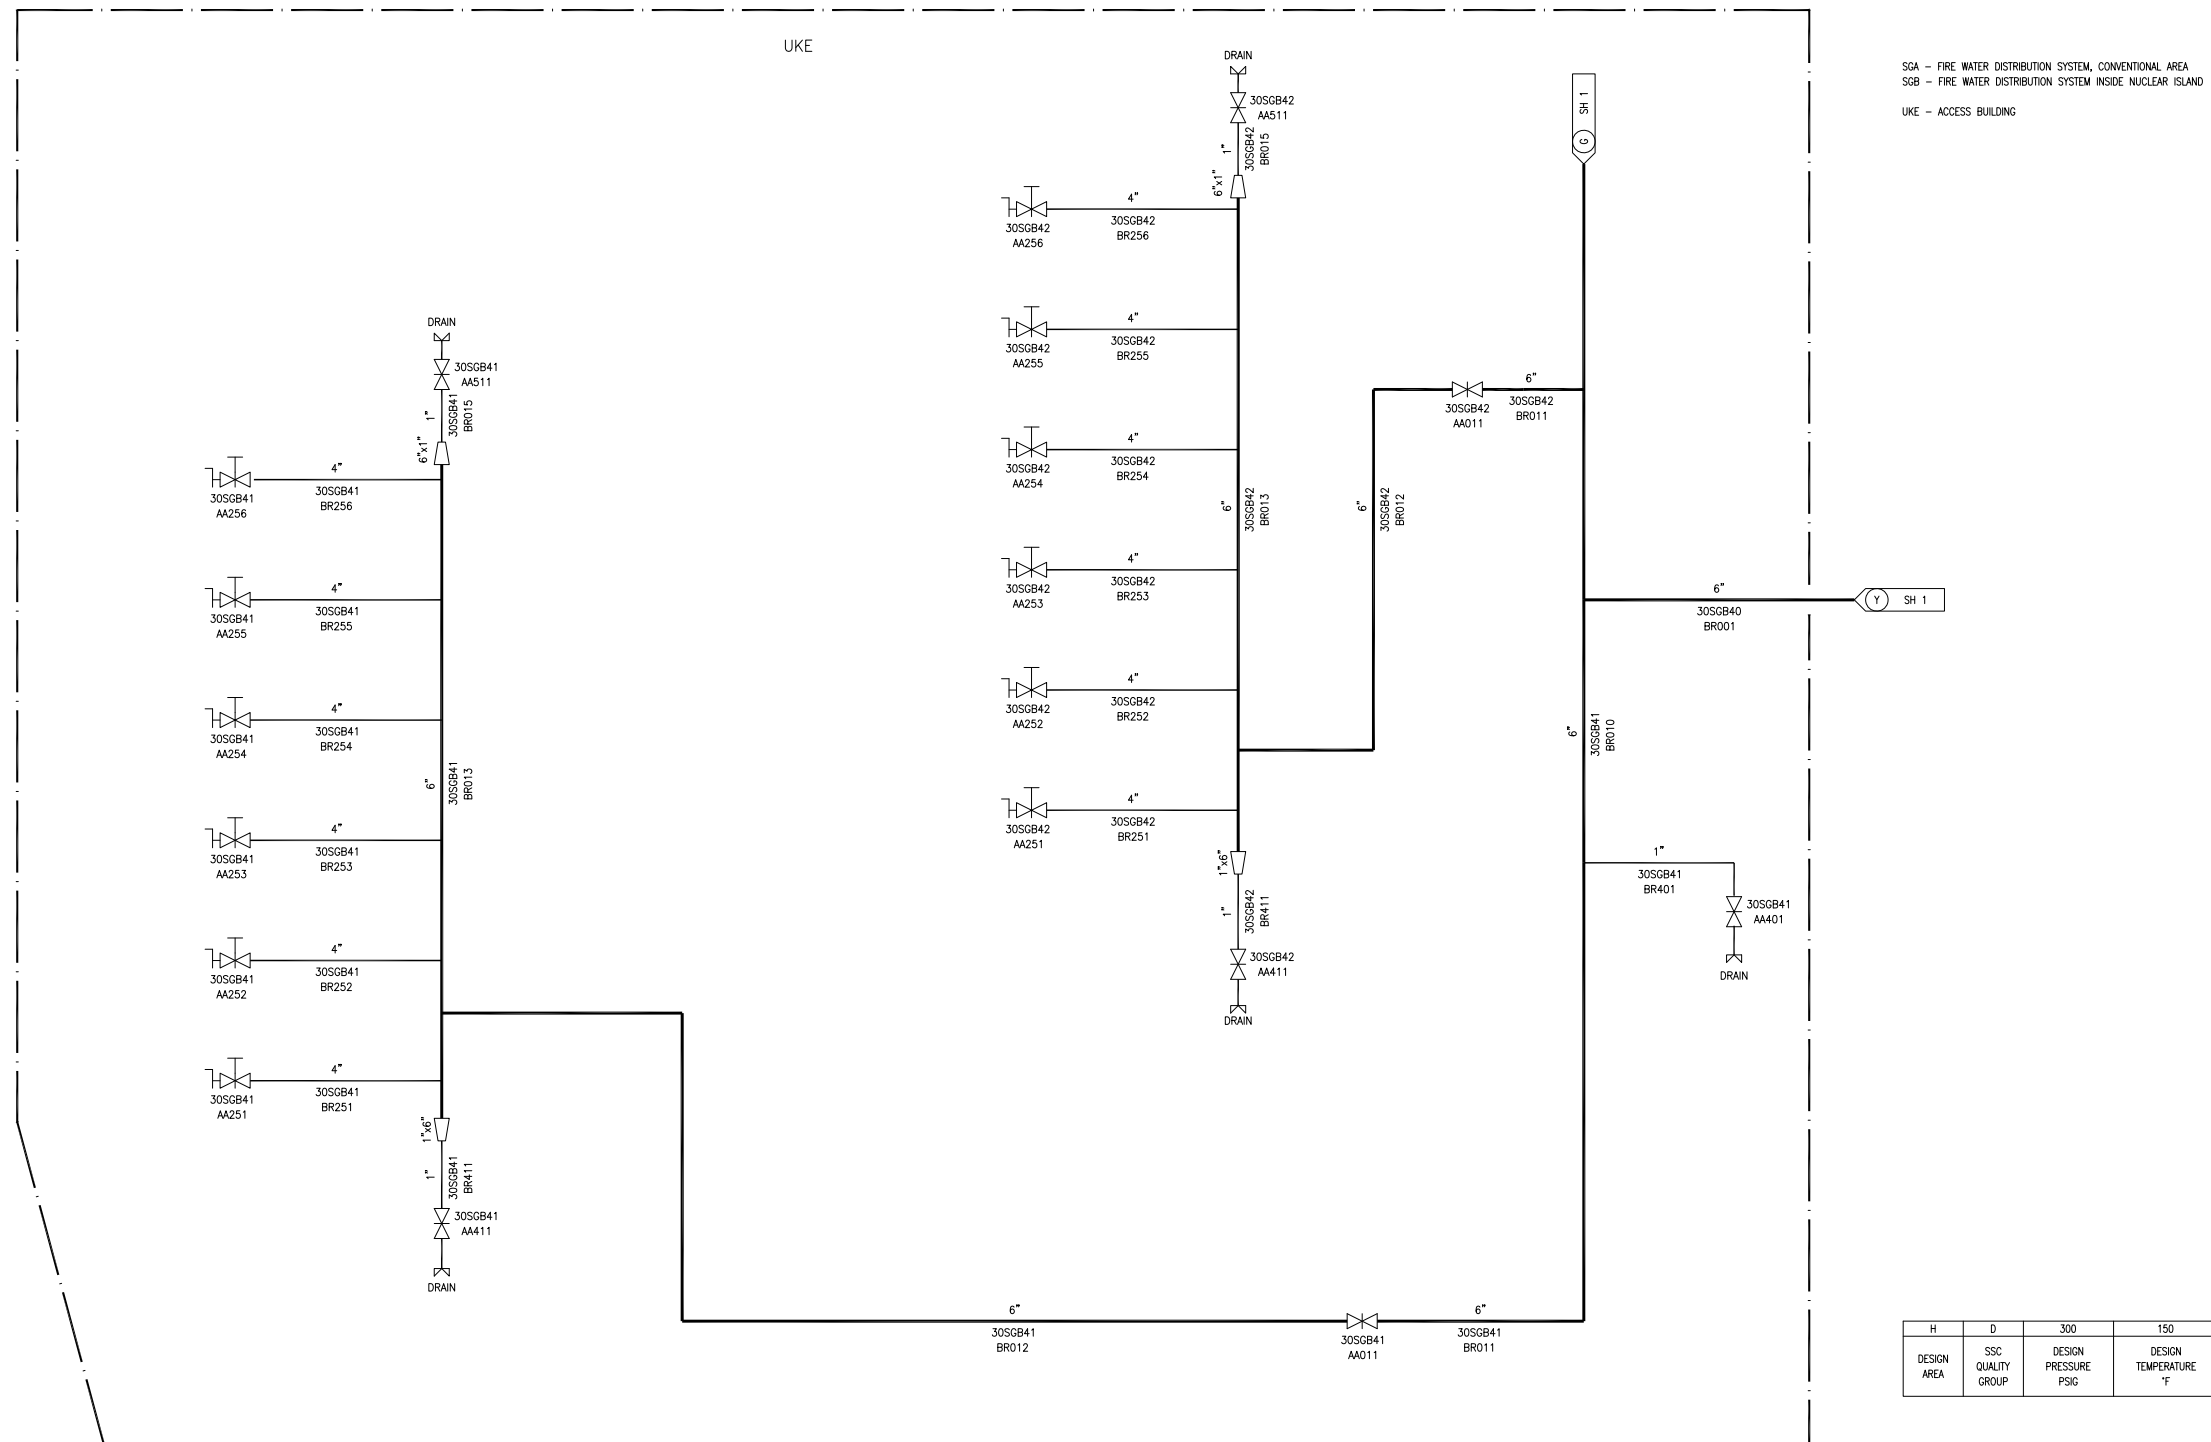 UKE
SGA - FIRE WATER DISTRIBUTION SYSTEM, CONVENTIONAL AREA
SGB - FIRE WATER DISTRIBUTION SYSTEM INSIDE NUCLEAR ISLAND
UKE - ACCESS BUILDING
DRAIN
30SGB41
AA511
1"
30SGB41
BR015
6"x1"
4"
30SGB41
BR256
30SGB41
AA256
4"
30SGB41
BR255
30SGB41
AA255
4"
30SGB41
BR254
30SGB41
AA254
6"
30SGB41
BR013
4"
30SGB41
BR253
30SGB41
AA253
4"
30SGB41
BR252
30SGB41
AA252
4"
30SGB41
BR251
30SGB41
AA251
1"x6"
1"
30SGB41
BR411
30SGB41
AA411
DRAIN
DRAIN
30SGB42
AA511
1"
30SGB42
BR015
6"x1"
4"
30SGB42
BR256
30SGB42
AA256
4"
30SGB42
BR255
30SGB42
AA255
4"
30SGB42
BR254
30SGB42
AA254
6"
30SGB42
BR013
4"
30SGB42
BR253
30SGB42
AA253
4"
30SGB42
BR252
30SGB42
AA252
4"
30SGB42
BR251
30SGB42
AA251
1"x6"
1"
30SGB42
BR411
30SGB42
AA411
DRAIN
6"
30SGB42
BR012
30SGB42
AA011
6"
30SGB42
BR011
G SH 1
6"
30SGB40
BR001
Y SH 1
6"
30SGB41
BR010
1"
30SGB41
BR401
30SGB41
AA401
DRAIN
6"
30SGB41
BR012
30SGB41
AA011
6"
30SGB41
BR011
H D 300 150
DESIGN
AREA
SSC
QUALITY
GROUP
DESIGN
PRESSURE
PSIG
DESIGN
TEMPERATURE
°F